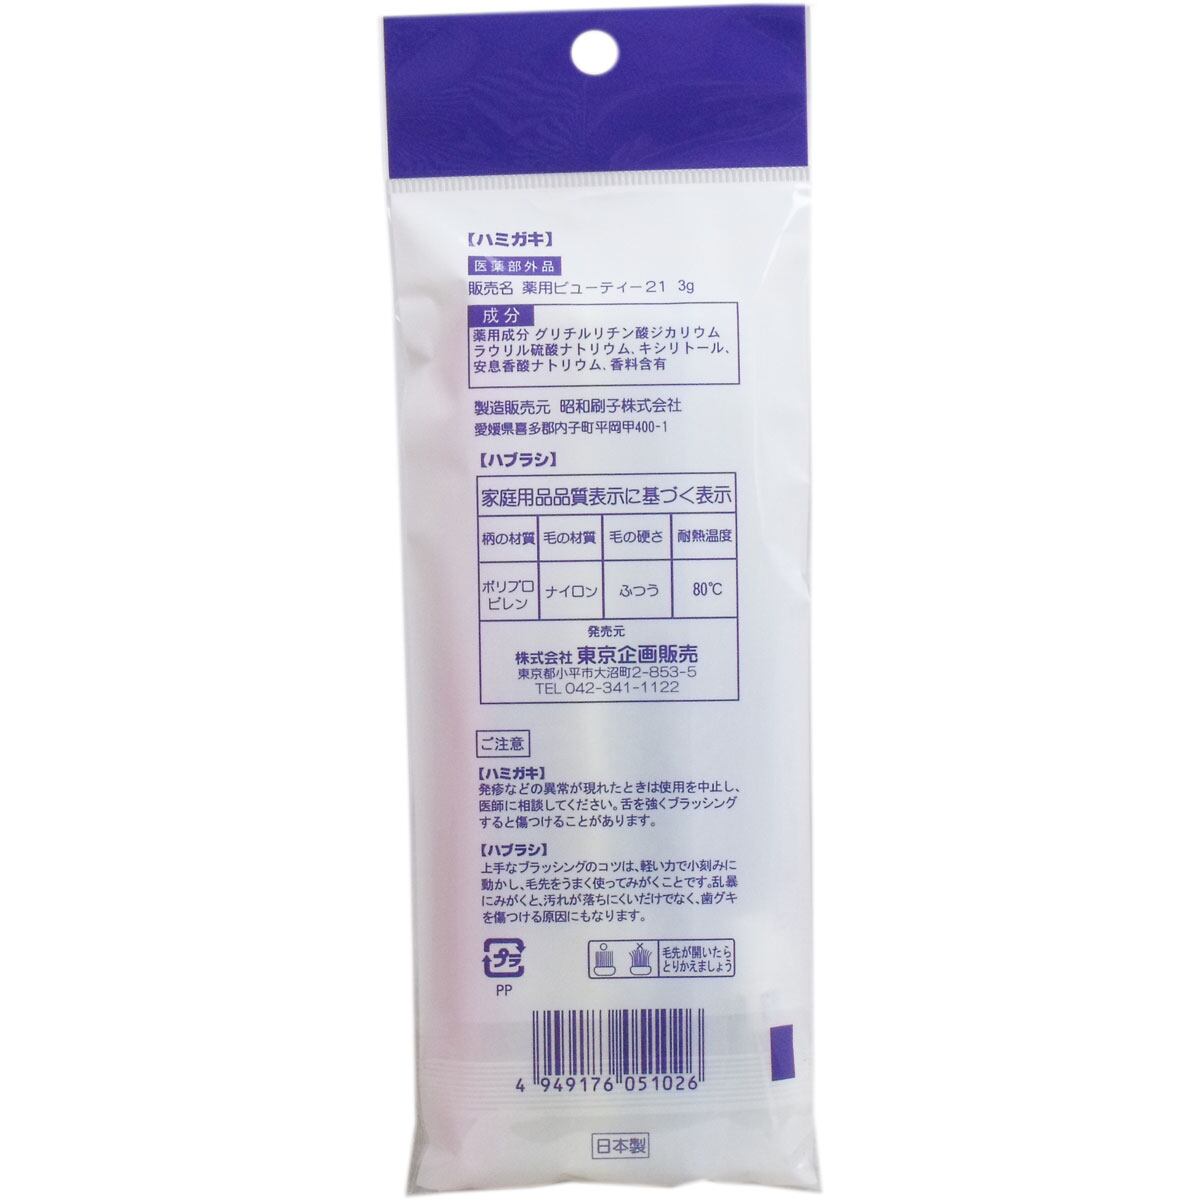 【ハミガキ】
医薬部外品
販売名 薬用ビューティー21 3g
成分
薬用成分 グリチルリチン酸ジカリウム
ラウリル硫酸ナトリウム、キシリトール、
安息香酸ナトリウム、香料含有
製造販売元 昭和刷子株式会社
愛媛県喜多郡内子町平岡甲400-1
【ハブラシ】
家庭用品品質表示に基づく表示
柄の材質 毛の材質 毛の硬さ 耐熱温度
ポリプロ
ピレン ナイロン ふつう 80℃
発売元
株式会社 東京企画販売
東京都小平市大沼町2-853-5
TEL 042-341-1122
ご注意
【ハミガキ】
発疹などの異常が現れたときは使用を中止し、
医師に相談してください。舌を強くブラッシング
すると傷つけることがあります。
【ハブラシ】
上手なブラッシングのコツは、軽い力で小刻みに
動かし、毛先をうまく使ってみがくことです。乱暴
にみがくと、汚れが落ちにくいだけでなく、歯グキ
を傷つける原因にもなります。
プラ
PP
毛先が開いたら
とりかえましょう
4 949176 051026
日本製